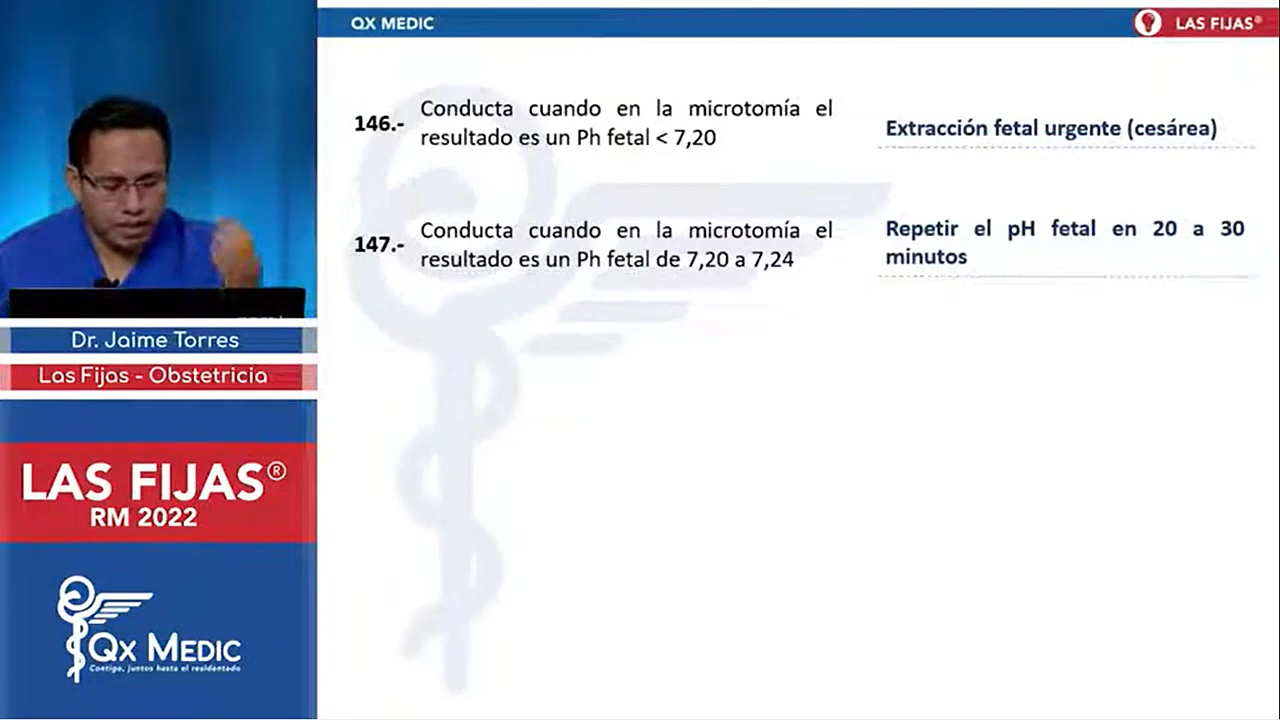 QX MEDIC
LAS FIJAS®
146.-
Conducta cuando en la microtomía el
resultado es un Ph fetal < 7,20
Extracción fetal urgente (cesárea)
147.-
Conducta cuando en la microtomía el
resultado es un Ph fetal de 7,20 a 7,24
Repetir el pH fetal en 20 a 30
minutos
Dr. Jaime Torres
Las Fijas - Obstetricia
LAS FIJAS®
RM 2022
QX MEDIC
Contigo, juntos hasta el residentado